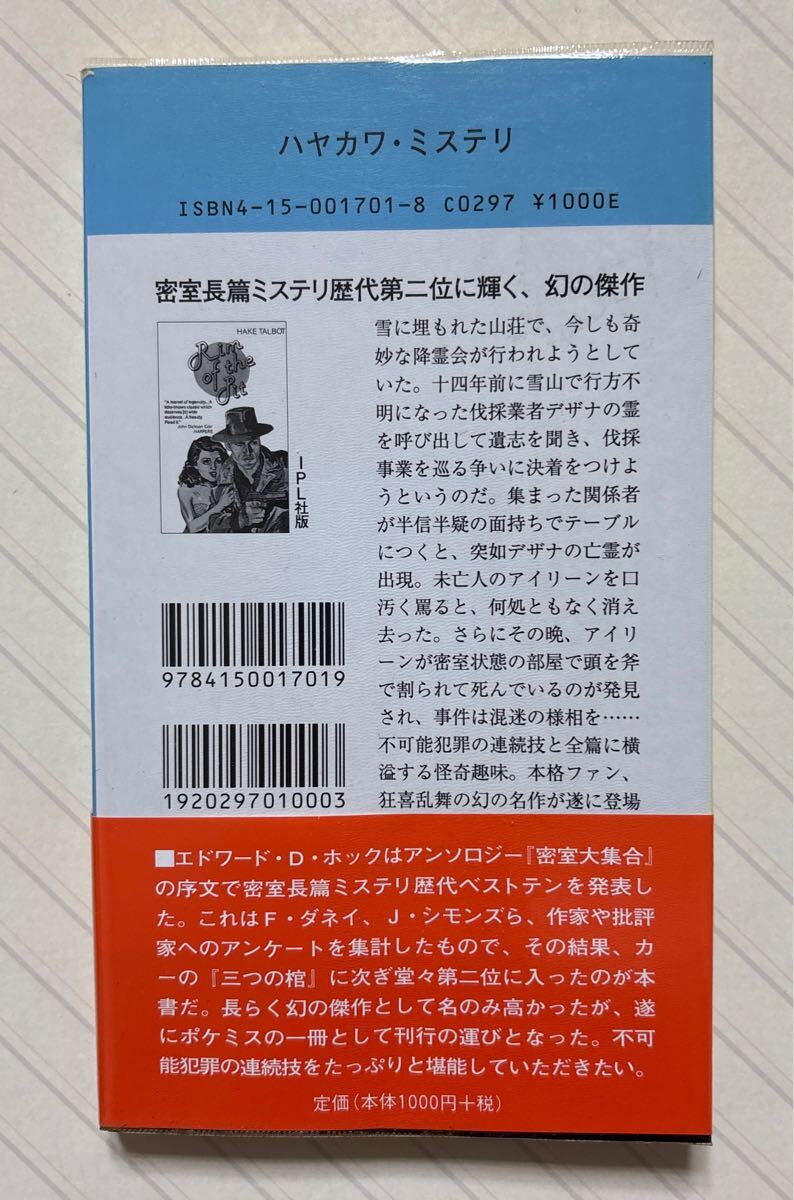 ハヤカワ・ミステリ
ISBN4-15-001701-8 C0297 ¥1000E
密室長篇ミステリ歴代第二位に輝く、幻の傑作
HAKE TALBOT
Rim
of the
Pit
"A marvel of legendry... A
little-known classic which
deserves [a] wide
audience. A beauty.
Read it."
John Dickson Carr
HARPERS
IPL社版
雪に埋もれた山荘で、今しも奇
妙な降霊会が行われようとして
いた。十四年前に雪山で行方不
明になった伐採業者デザナの霊
を呼び出して遺志を聞き、伐採
事業を巡る争いに決着をつけよ
うというのだ。集まった関係者
が半信半疑の面持ちでテーブル
につくと、突如デザナの亡霊が
出現。未亡人のアイリーンを口
汚く罵ると、何処ともなく消え
去った。さらにその晩、アイリ
ーンが密室状態の部屋で頭を斧
で割られて死んでいるのが発見
され、事件は混迷の様相を……
不可能犯罪の連続技と全篇に横
溢する怪奇趣味。本格ファン、
狂喜乱舞の幻の名作が遂に登場
9784150017019
1920297010003
■エドワード・D・ホックはアンソロジー『密室大集合』
の序文で密室長篇ミステリ歴代ベストテンを発表し
た。これはF・ダネイ、J・シモンズら、作家や批評
家へのアンケートを集計したもので、その結果、カ
ーの『三つの棺』に次ぎ堂々第二位に入ったのが本
書だ。長らく幻の傑作として名のみ高かったが、遂
にポケミスの一冊として刊行の運びとなった。不可
能犯罪の連続技をたっぷりと堪能していただきたい。
定価（本体1000円+税）